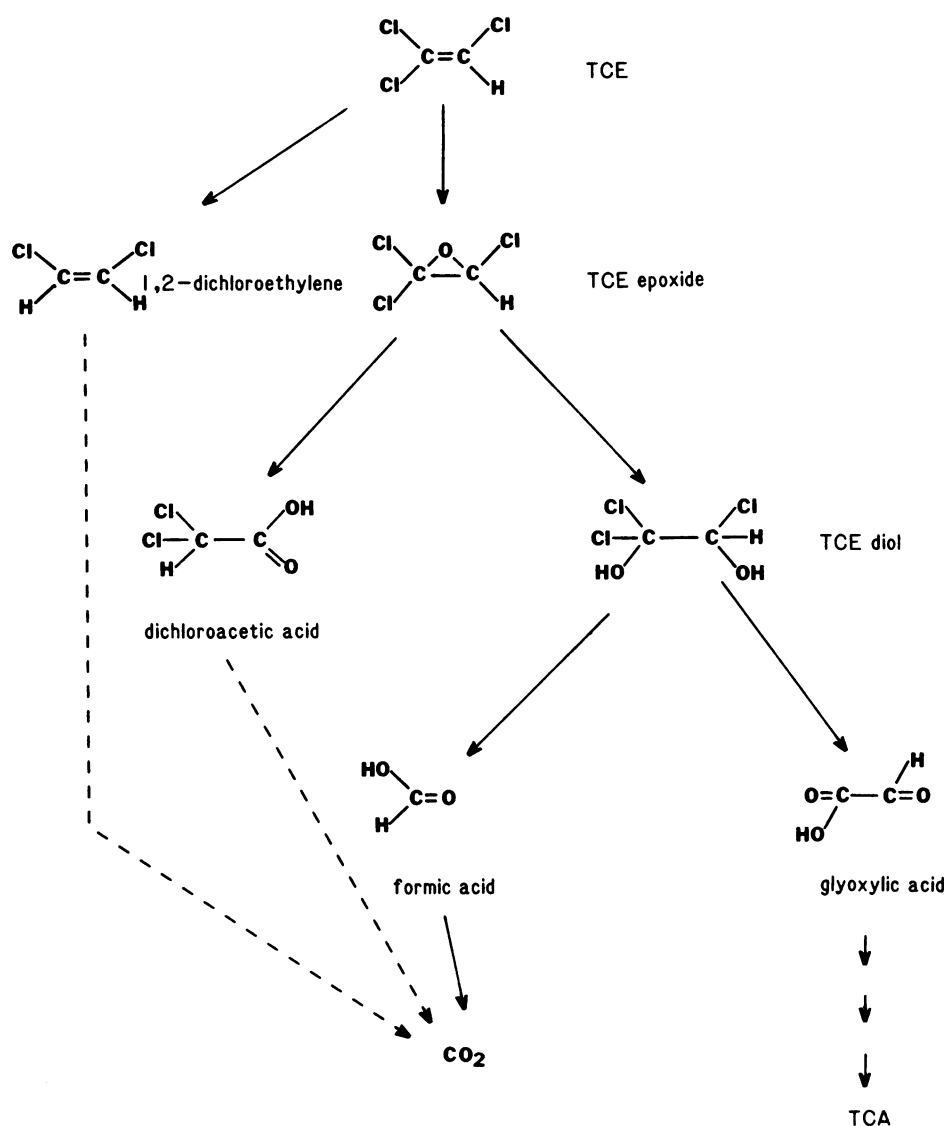 Cl Cl
C=C TCE
Cl H
Cl Cl Cl O Cl
C=C 1,2-dichloroethylene C C TCE epoxide
H H Cl H
Cl OH Cl Cl
Cl C C Cl C C H TCE diol
H O HO OH
dichloroacetic acid
HO H
C=O O=C C=O
H HO
formic acid glyoxylic acid
CO2
TCA